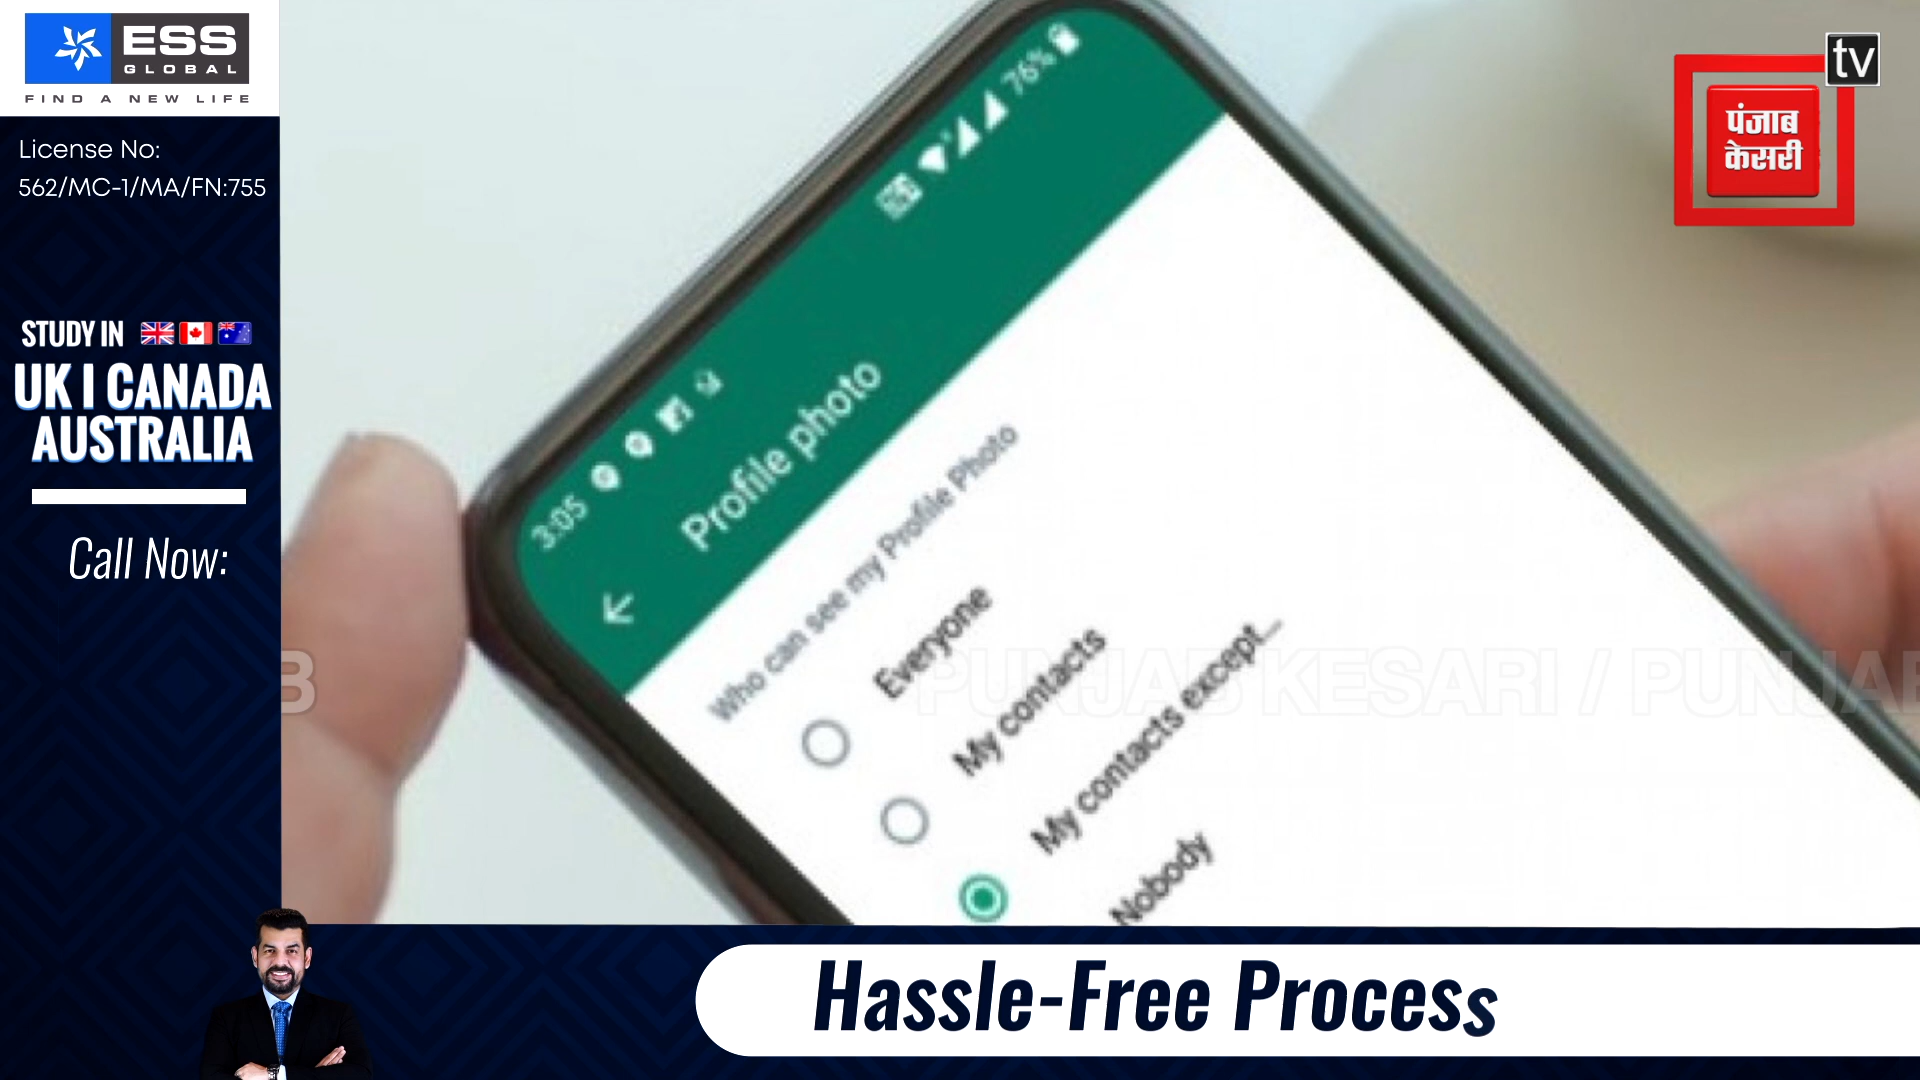 ESS
GLOBAL
FIND A NEW LIFE
License No:
562/MC-1/MA/FN:755
STUDY IN
UK I CANADA
AUSTRALIA
Call Now:
76%
3:05
Profile photo
Who can see my Profile Photo
Everyone
My contacts
My contacts except...
Nobody
tv
पंजाब
केसरी
B
PUNJAB KESARI / PUNJAB
Hassle-Free Process